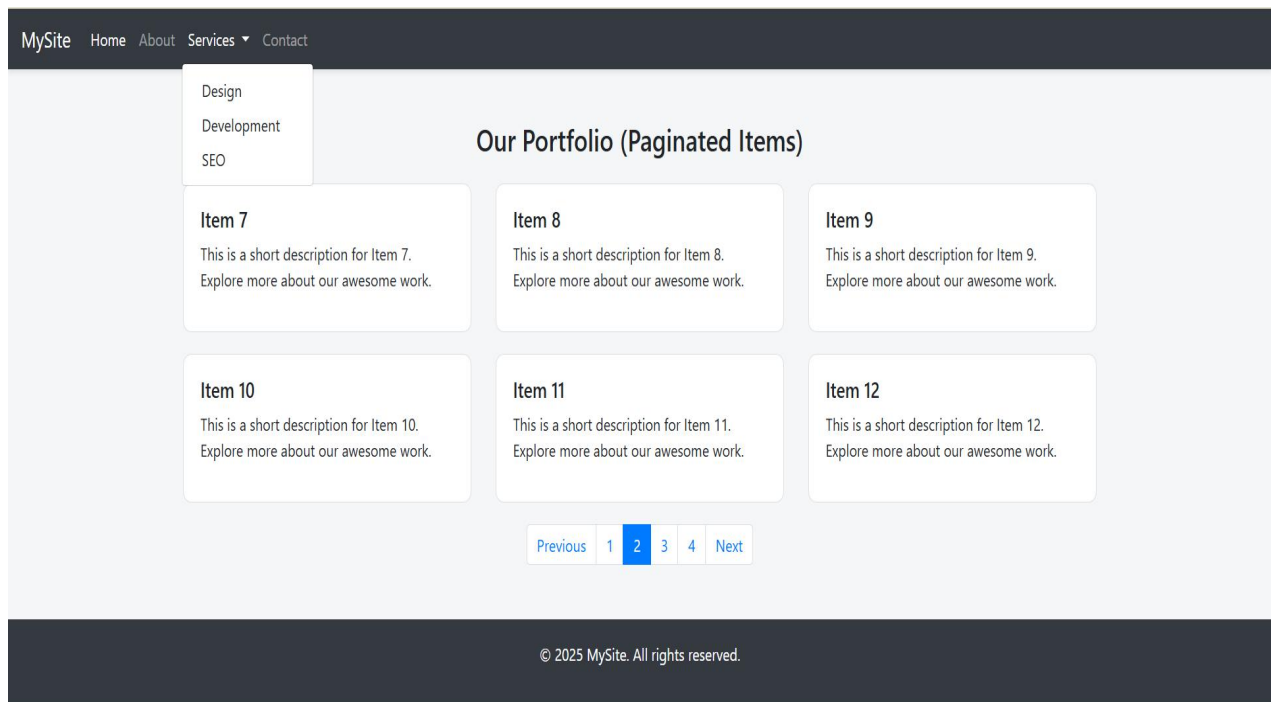 MySite Home About Services Contact
Design
Development
SEO
Our Portfolio (Paginated Items)
Item 7
This is a short description for Item 7.
Explore more about our awesome work.
Item 8
This is a short description for Item 8.
Explore more about our awesome work.
Item 9
This is a short description for Item 9.
Explore more about our awesome work.
Item 10
This is a short description for Item 10.
Explore more about our awesome work.
Item 11
This is a short description for Item 11.
Explore more about our awesome work.
Item 12
This is a short description for Item 12.
Explore more about our awesome work.
Previous 1 2 3 4 Next
© 2025 MySite. All rights reserved.